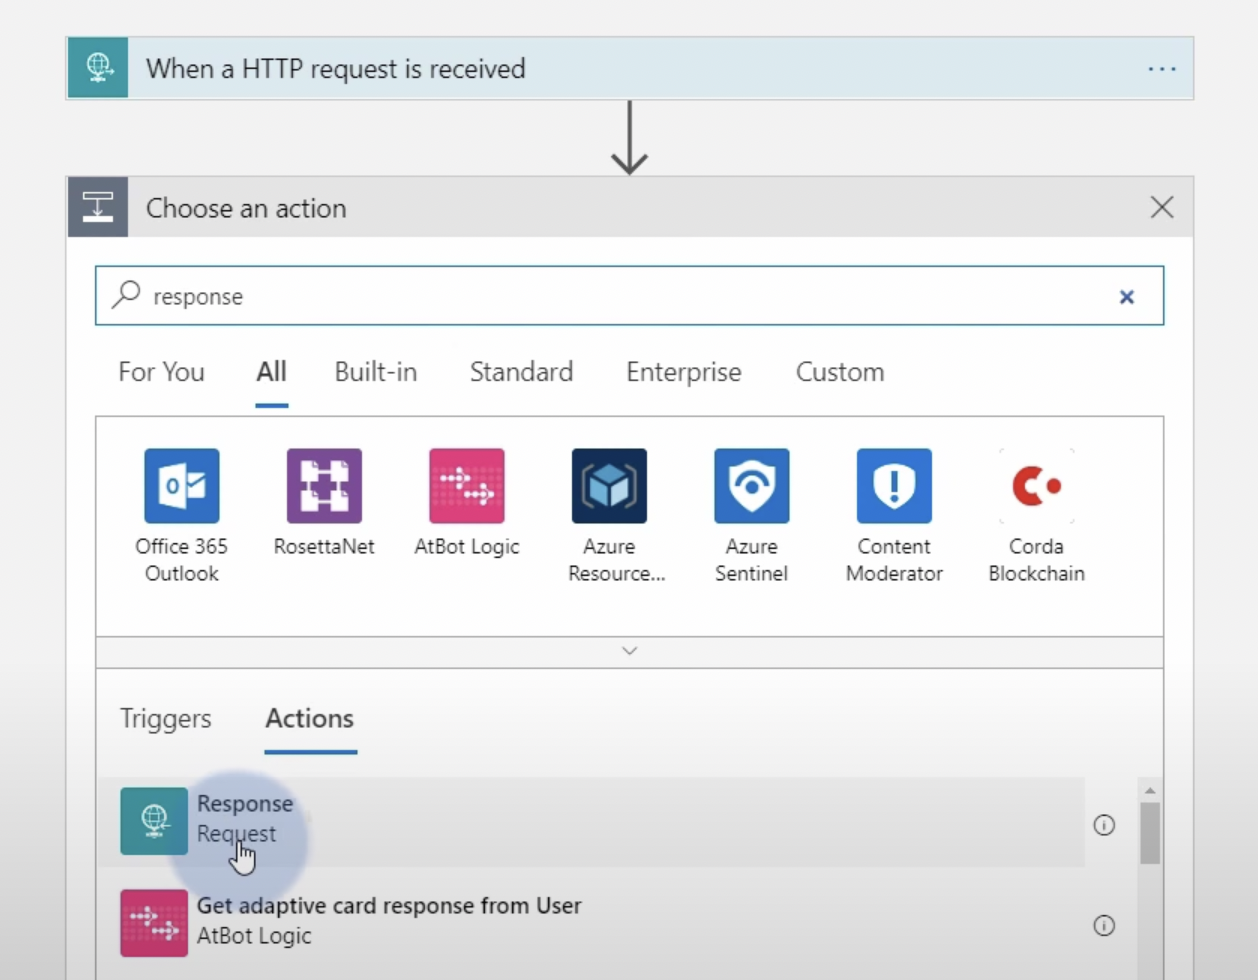 When a HTTP request is received
...
Choose an action
response
For You All Built-in Standard Enterprise Custom
Office 365
Outlook
RosettaNet
AtBot Logic
Azure
Resource...
Azure
Sentinel
Content
Moderator
Corda
Blockchain
Triggers Actions
Response
Request
Get adaptive card response from User
AtBot Logic